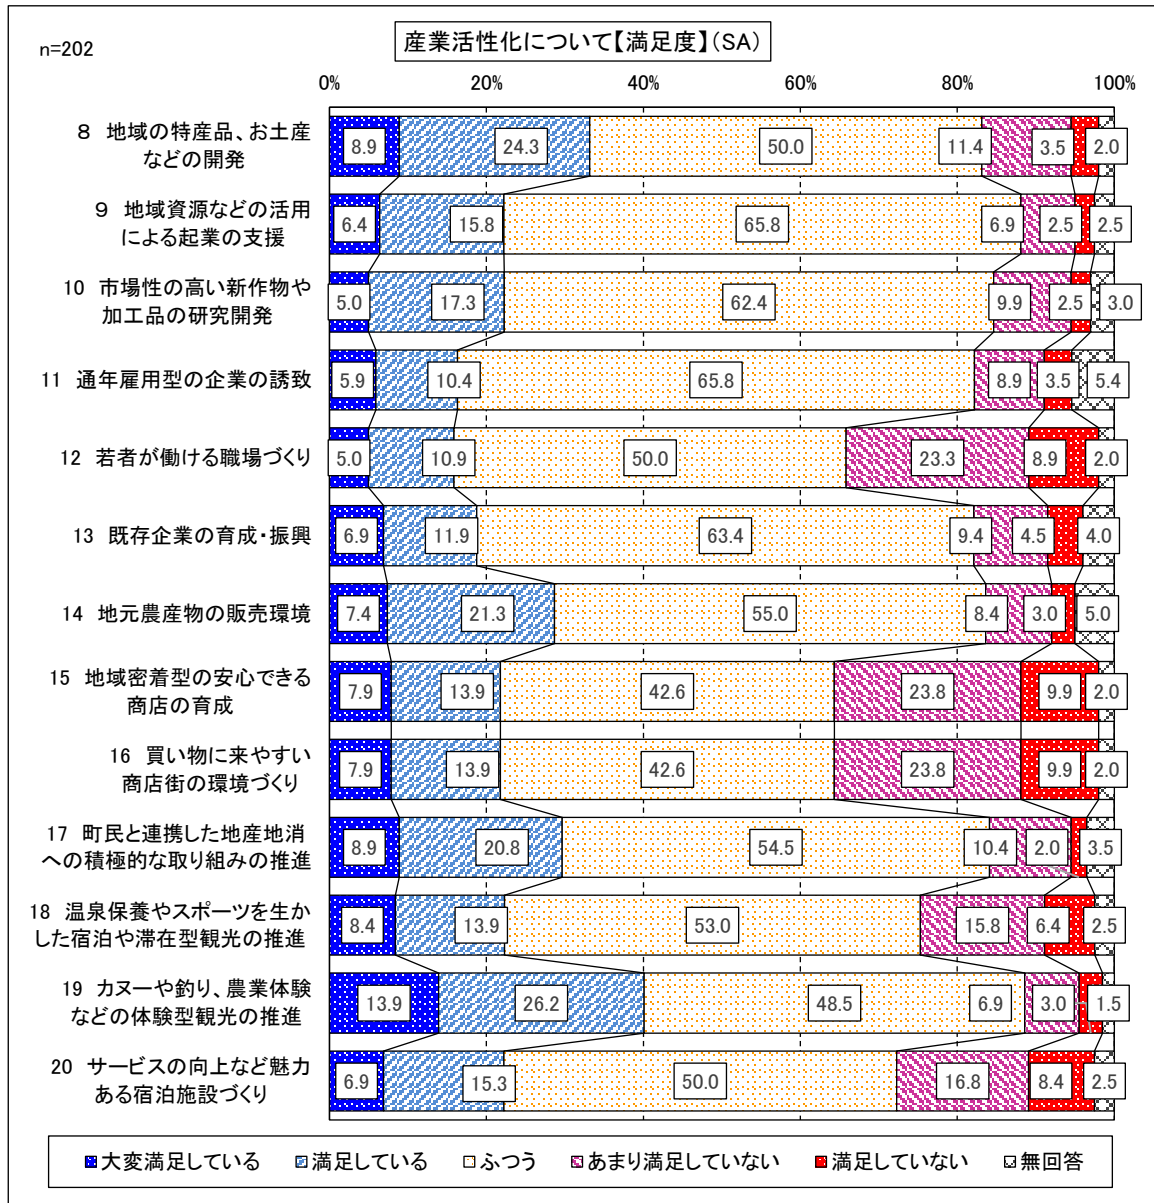 n=202
産業活性化について【満足度】(SA)
0% 20% 40% 60% 80% 100%
8 地域の特産品、お土産
などの開発
8.9 24.3 50.0 11.4 3.5 2.0
9 地域資源などの活用
による起業の支援
6.4 15.8 65.8 6.9 2.5 2.5
10 市場性の高い新作物や
加工品の研究開発
5.0 17.3 62.4 9.9 2.5 3.0
11 通年雇用型の企業の誘致
5.9 10.4 65.8 8.9 3.5 5.4
12 若者が働ける職場づくり
5.0 10.9 50.0 23.3 8.9 2.0
13 既存企業の育成・振興
6.9 11.9 63.4 9.4 4.5 4.0
14 地元農産物の販売環境
7.4 21.3 55.0 8.4 3.0 5.0
15 地域密着型の安心できる
商店の育成
7.9 13.9 42.6 23.8 9.9 2.0
16 買い物に来やすい
商店街の環境づくり
7.9 13.9 42.6 23.8 9.9 2.0
17 町民と連携した地産地消
への積極的な取り組みの推進
8.9 20.8 54.5 10.4 2.0 3.5
18 温泉保養やスポーツを生か
した宿泊や滞在型観光の推進
8.4 13.9 53.0 15.8 6.4 2.5
19 カヌーや釣り、農業体験
などの体験型観光の推進
13.9 26.2 48.5 6.9 3.0 1.5
20 サービスの向上など魅力
ある宿泊施設づくり
6.9 15.3 50.0 16.8 8.4 2.5
大変満足している 満足している ふつう あまり満足していない 満足していない 無回答